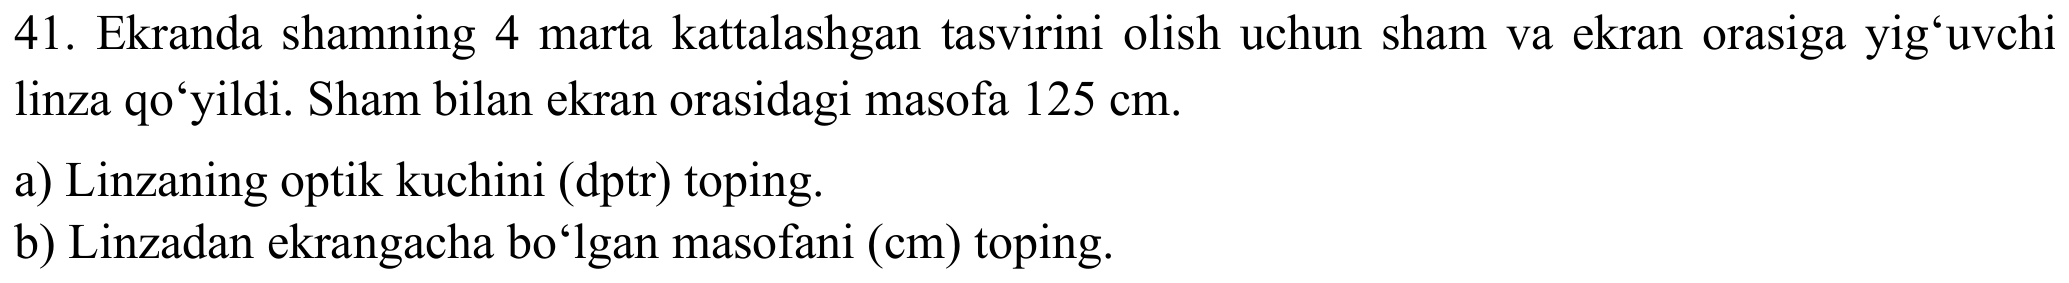 41. Ekranda shamning 4 marta kattalashgan tasvirini olish uchun sham va ekran orasiga yig‘uvchi
linza qo‘yildi. Sham bilan ekran orasidagi masofa 125 cm.
a) Linzaning optik kuchini (dptr) toping.
b) Linzadan ekrangacha bo‘lgan masofani (cm) toping.